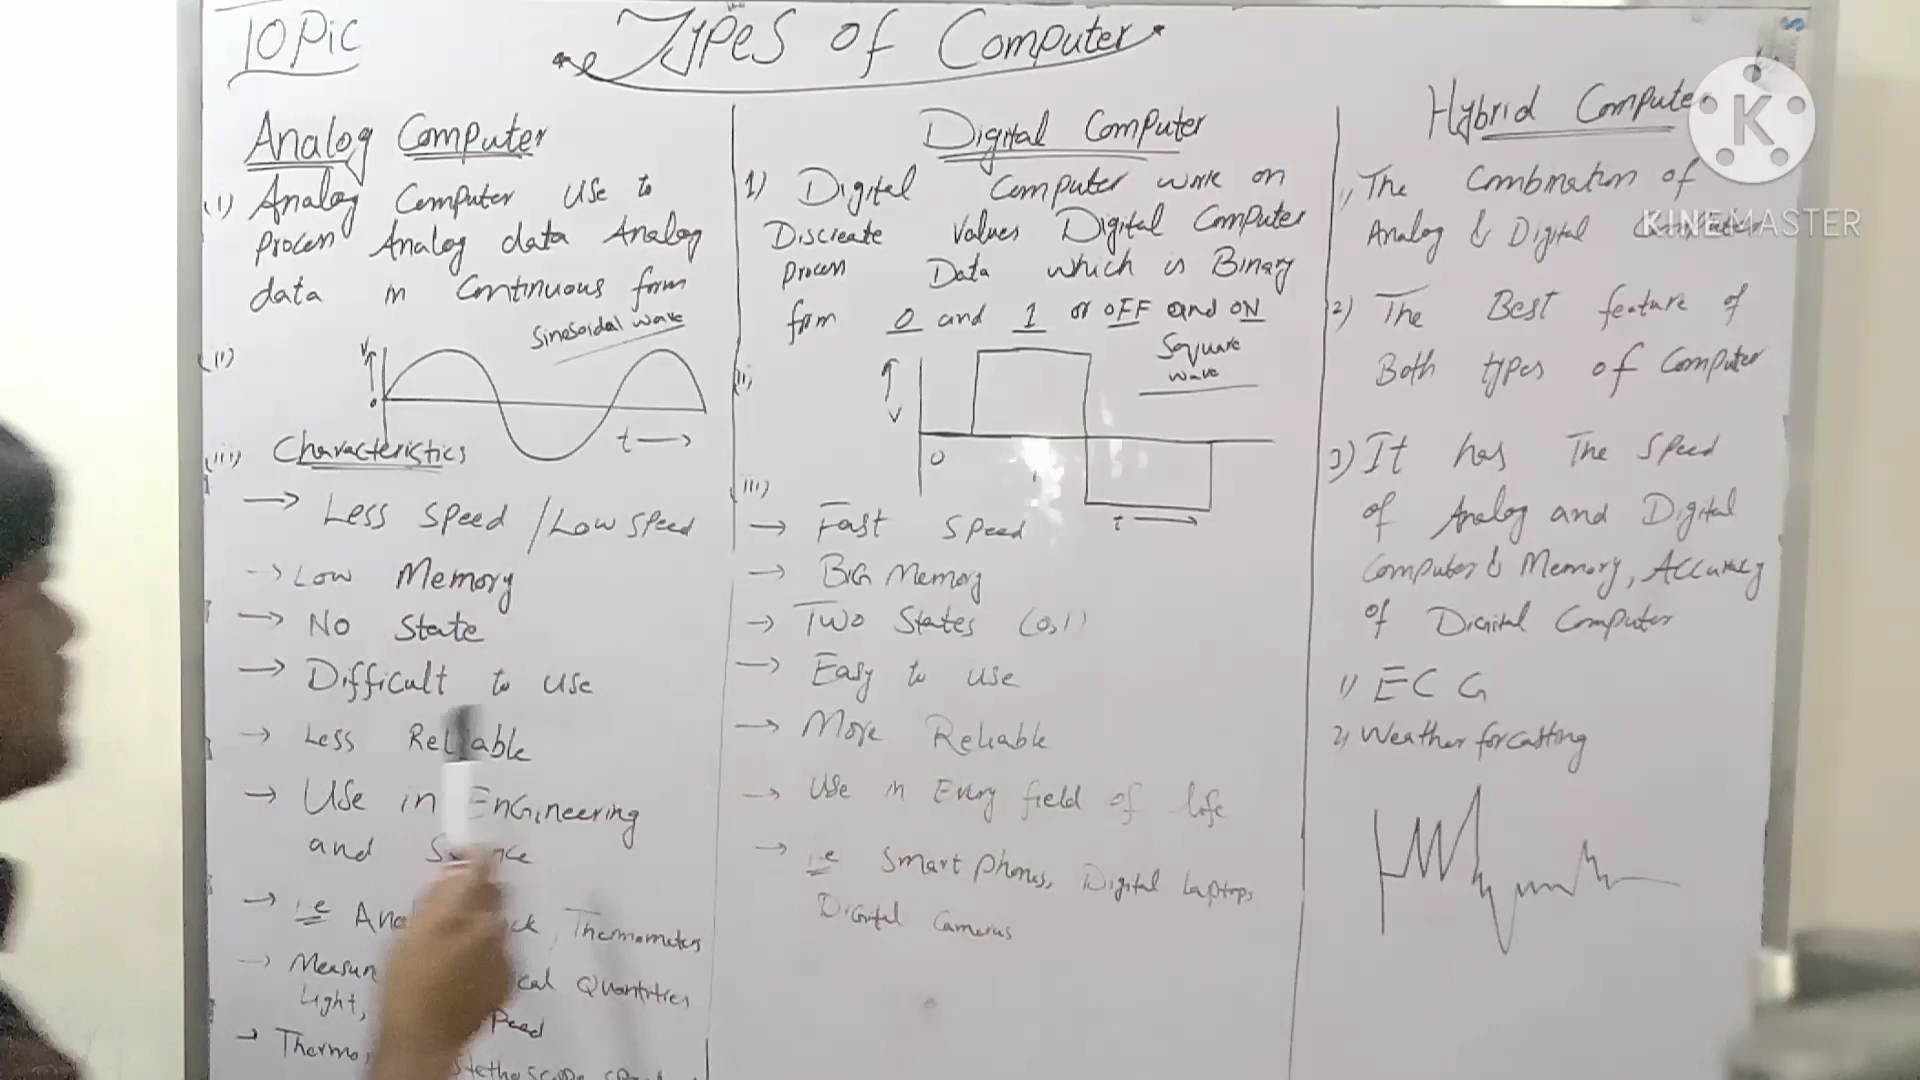 TOPIC
Types of Computer
Analog Computer
(i) Analog Computer Use to
Process Analog data Analog
data in Continuous form
Sinosoidal wave
(ii)
V
o
t
(iii) Characteristics
Less Speed / Low speed
Low Memory
No State
Difficult to use
Less Reliable
Use in Engineering
and
i.e Thermometers
Quantities
Light,
Thermo,
Digital Computer
1) Digital Computer work on
Discreate Values Digital Computer
process Data which is Binary
form 0 and 1 or OFF and ON
(ii)
Square
wave
V
0
t
(iii)
Fast Speed
BIG Memory
Two States (0,1)
Easy to use
More Reliable
Use in Every field of life
i.e Smart Phones, Digital Laptops,
Digital Cameras
Hybrid Computer
1, The Combination of
Analog & Digital
2) The Best feature of
Both types of Computer
3) It has The Speed
of Analog and Digital
Computer & Memory, Accuracy
of Digital Computer
1) ECG
2, Weather forcasting
K
KINEMASTER